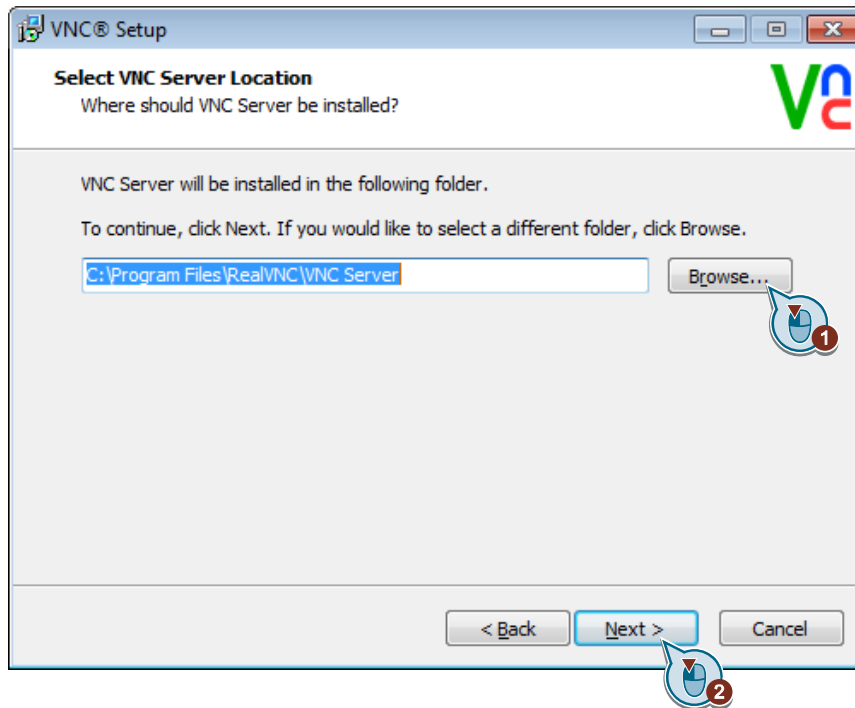 VNC® Setup
Select VNC Server Location
Where should VNC Server be installed?
Vnc
VNC Server will be installed in the following folder.
To continue, click Next. If you would like to select a different folder, click Browse.
C:\Program Files\RealVNC\VNC Server
Browse...
1
< Back
Next >
Cancel
2